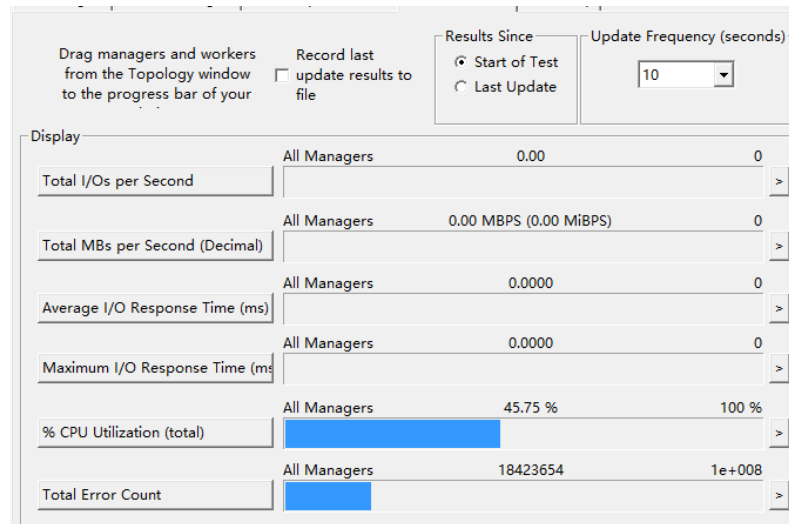 Drag managers and workers
from the Topology window
to the progress bar of your
Record last
update results to
file
Results Since
Start of Test
Last Update
Update Frequency (seconds)
10
Display
All Managers 0.00 0
Total I/Os per Second >
All Managers 0.00 MBPS (0.00 MiBPS) 0
Total MBs per Second (Decimal) >
All Managers 0.0000 0
Average I/O Response Time (ms) >
All Managers 0.0000 0
Maximum I/O Response Time (ms >
All Managers 45.75 % 100 %
% CPU Utilization (total) >
All Managers 18423654 1e+008
Total Error Count >